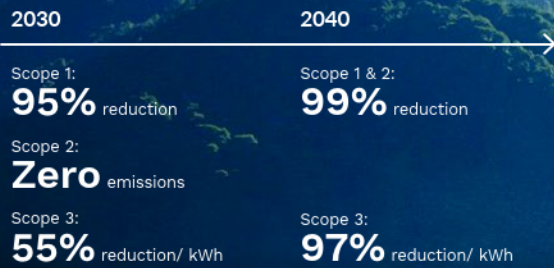 2030
Scope 1:
95% reduction
Scope 2:
Zero emissions
Scope 3:
55% reduction/ kWh
2040
Scope 1 & 2:
99% reduction
Scope 3:
97% reduction/ kWh